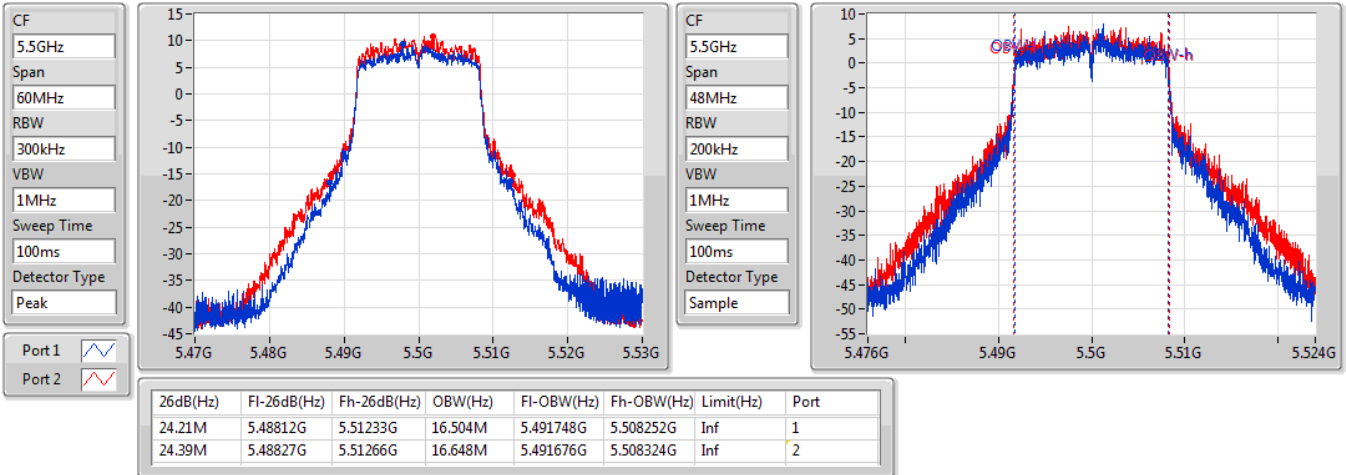 CF
5.5GHz
Span
60MHz
RBW
300kHz
VBW
1MHz
Sweep Time
100ms
Detector Type
Peak
Port 1
Port 2
15
10
5
0
-5
-10
-15
-20
-25
-30
-35
-40
-45
5.47G 5.48G 5.49G 5.5G 5.51G 5.52G 5.53G
CF
5.5GHz
Span
48MHz
RBW
200kHz
VBW
1MHz
Sweep Time
100ms
Detector Type
Sample
10
5
0
-5
-10
-15
-20
-25
-30
-35
-40
-45
-50
-55
5.476G 5.49G 5.5G 5.51G 5.524G
26dB(Hz) Fl-26dB(Hz) Fh-26dB(Hz) OBW(Hz) Fl-OBW(Hz) Fh-OBW(Hz) Limit(Hz) Port
24.21M 5.48812G 5.51233G 16.504M 5.491748G 5.508252G Inf 1
24.39M 5.48827G 5.51266G 16.648M 5.491676G 5.508324G Inf 2